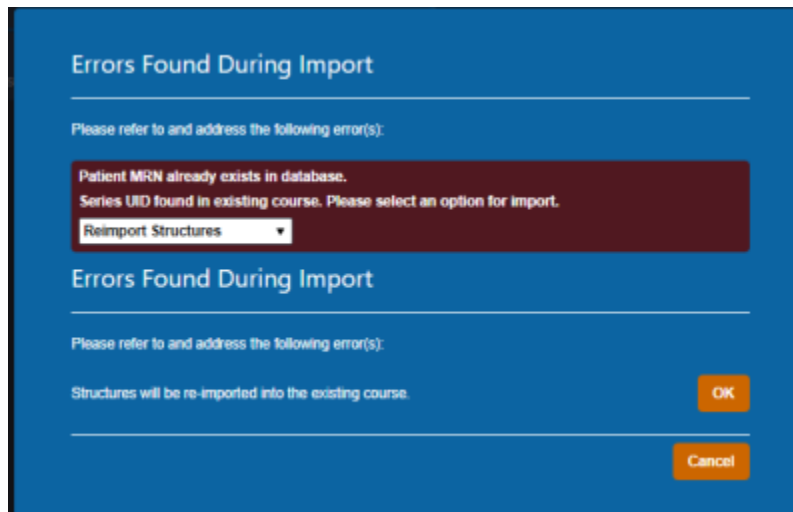 Errors Found During Import
Please refer to and address the following error(s):
Patient MRN already exists in database.
Series UID found in existing course. Please select an option for import.
Reimport Structures
Errors Found During Import
Please refer to and address the following error(s):
Structures will be re-imported into the existing course.
OK
Cancel